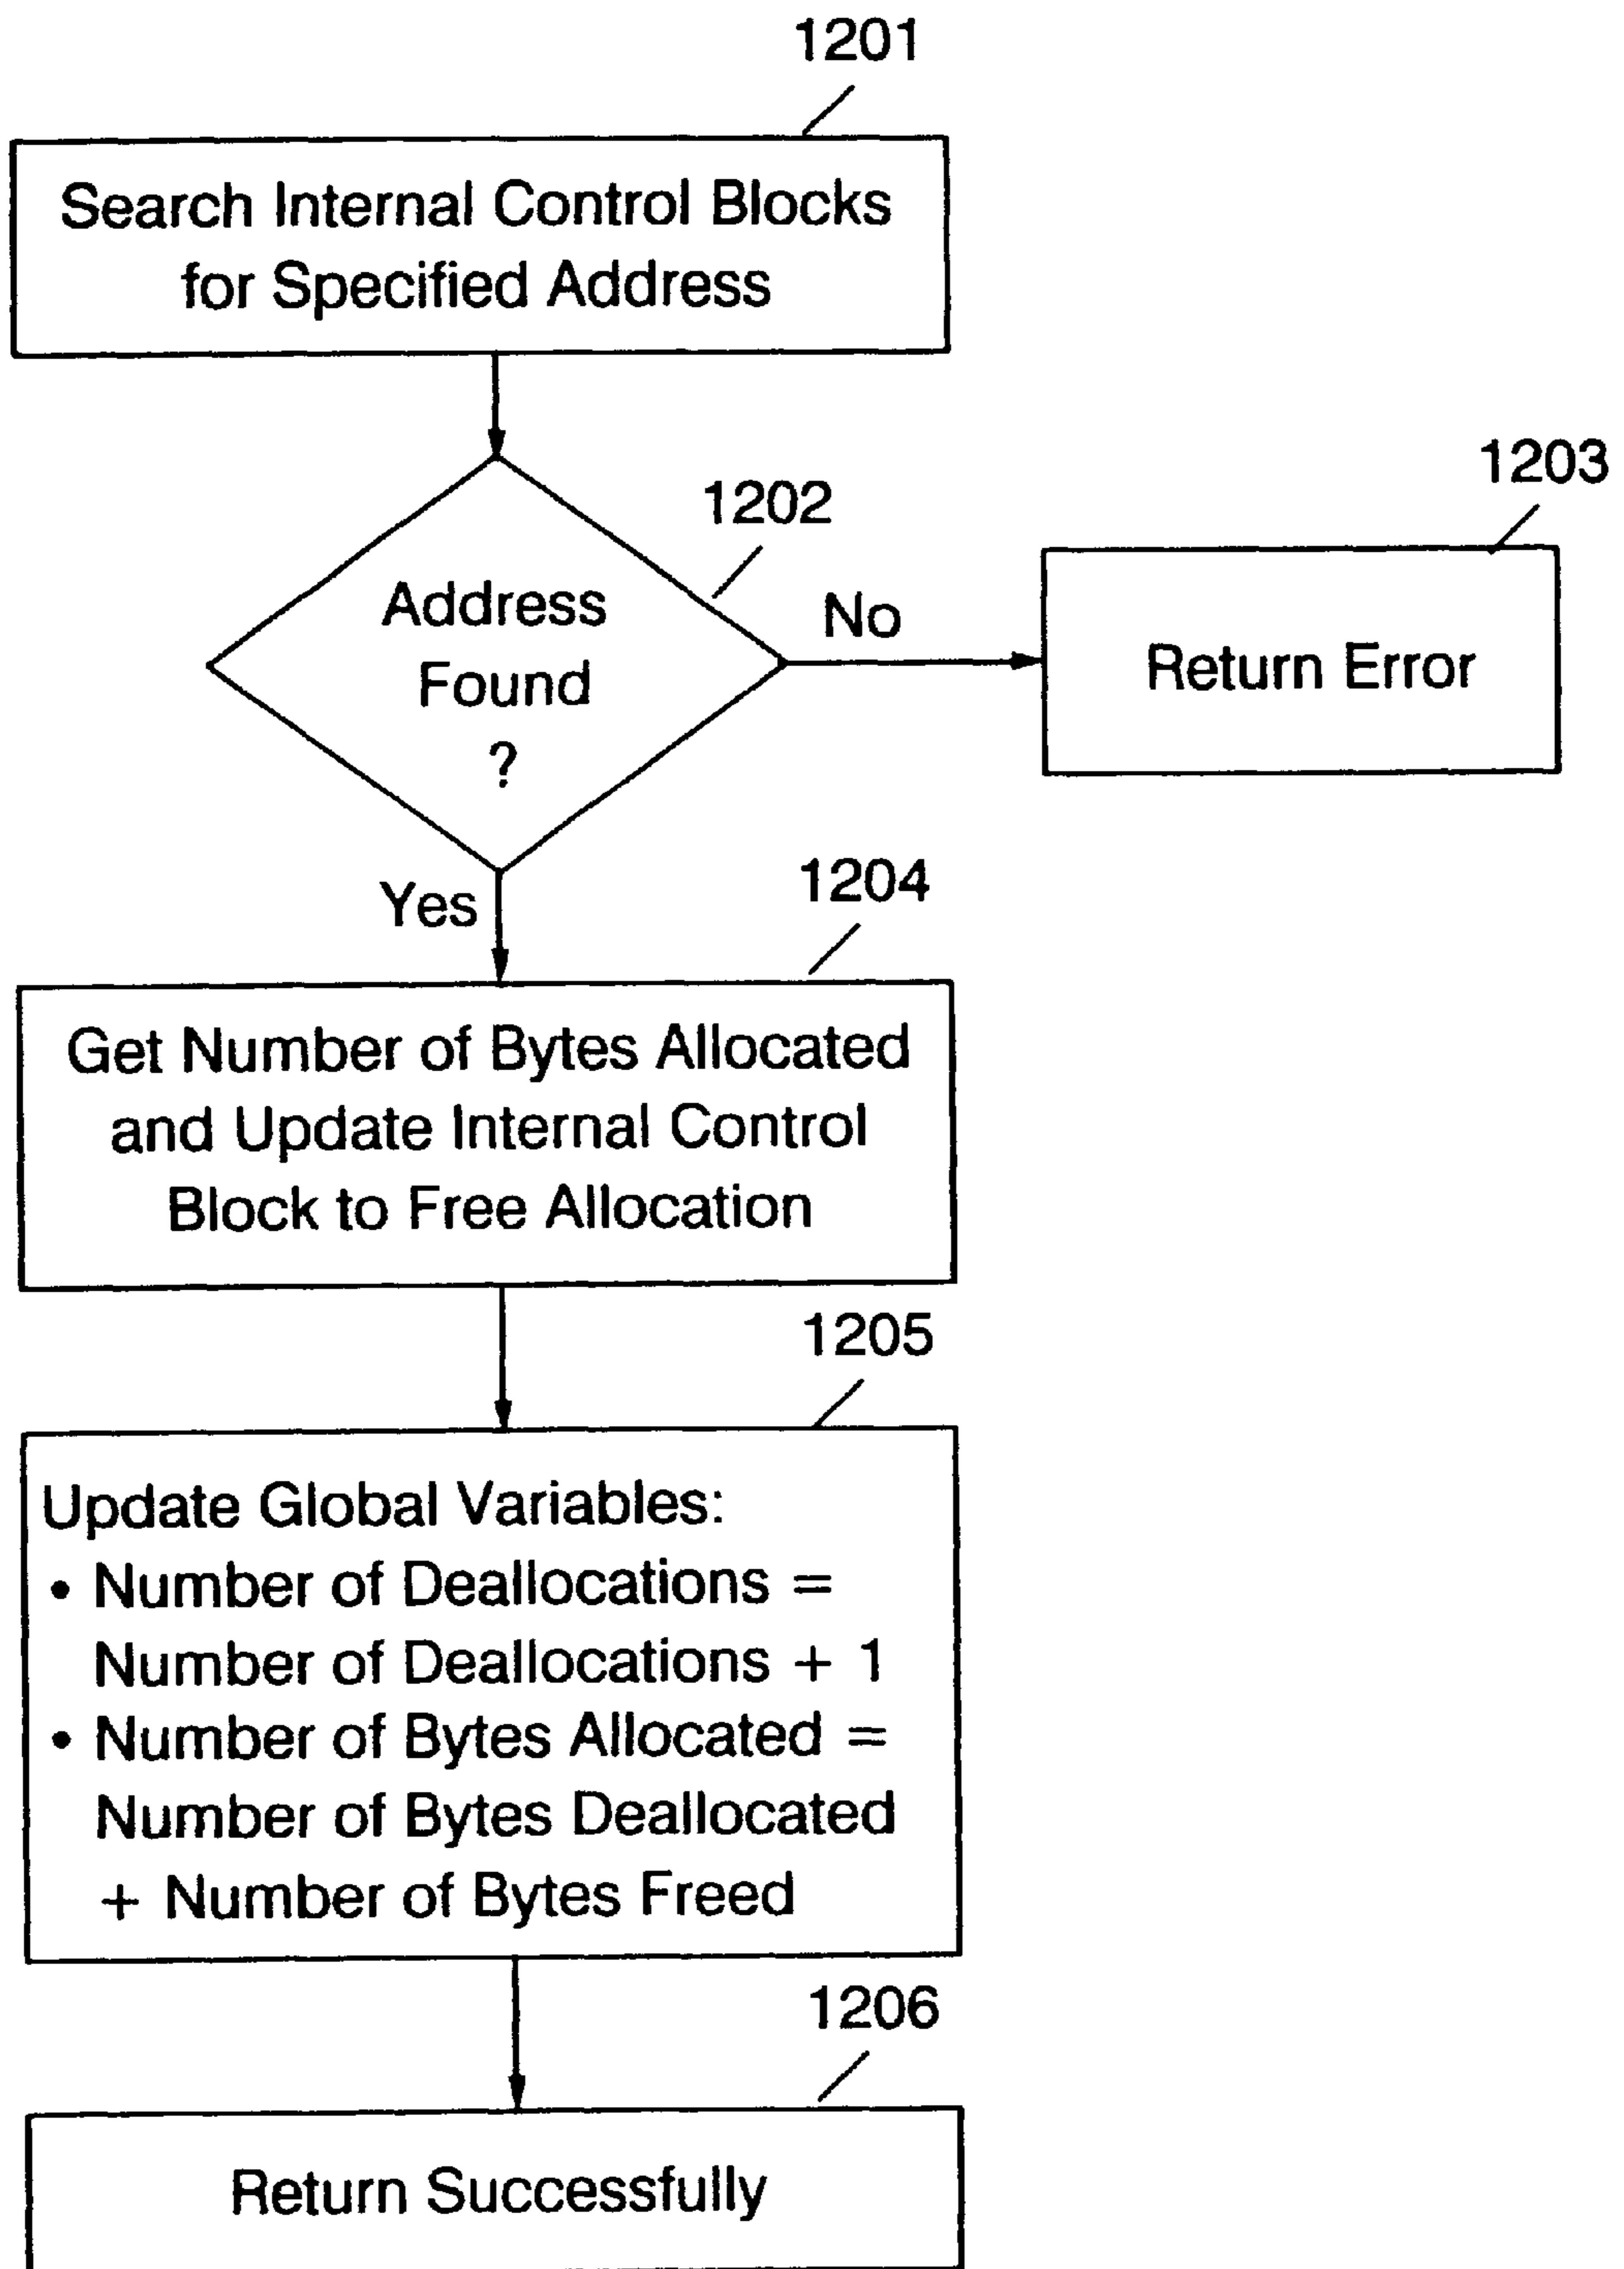 1201
Search Internal Control Blocks
for Specified Address
1202
Address
Found
?
No
1203
Return Error
Yes
1204
Get Number of Bytes Allocated
and Update Internal Control
Block to Free Allocation
1205
Update Global Variables:
• Number of Deallocations =
Number of Deallocations + 1
• Number of Bytes Allocated =
Number of Bytes Deallocated
+ Number of Bytes Freed
1206
Return Successfully